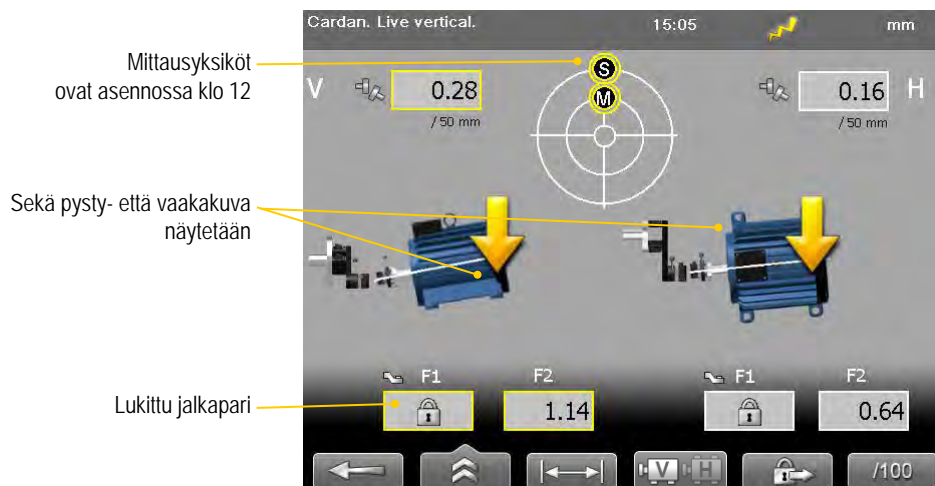 Cardan. Live vertical. 15:05 mm
Mittausyksiköt
ovat asennossa klo 12
V 0.28 S 0.16 H
M
/ 50 mm / 50 mm
Sekä pysty- että vaakakuva
näytetään
F1 F2 F1 F2
Lukittu jalkapari
1.14 0.64
V H /100